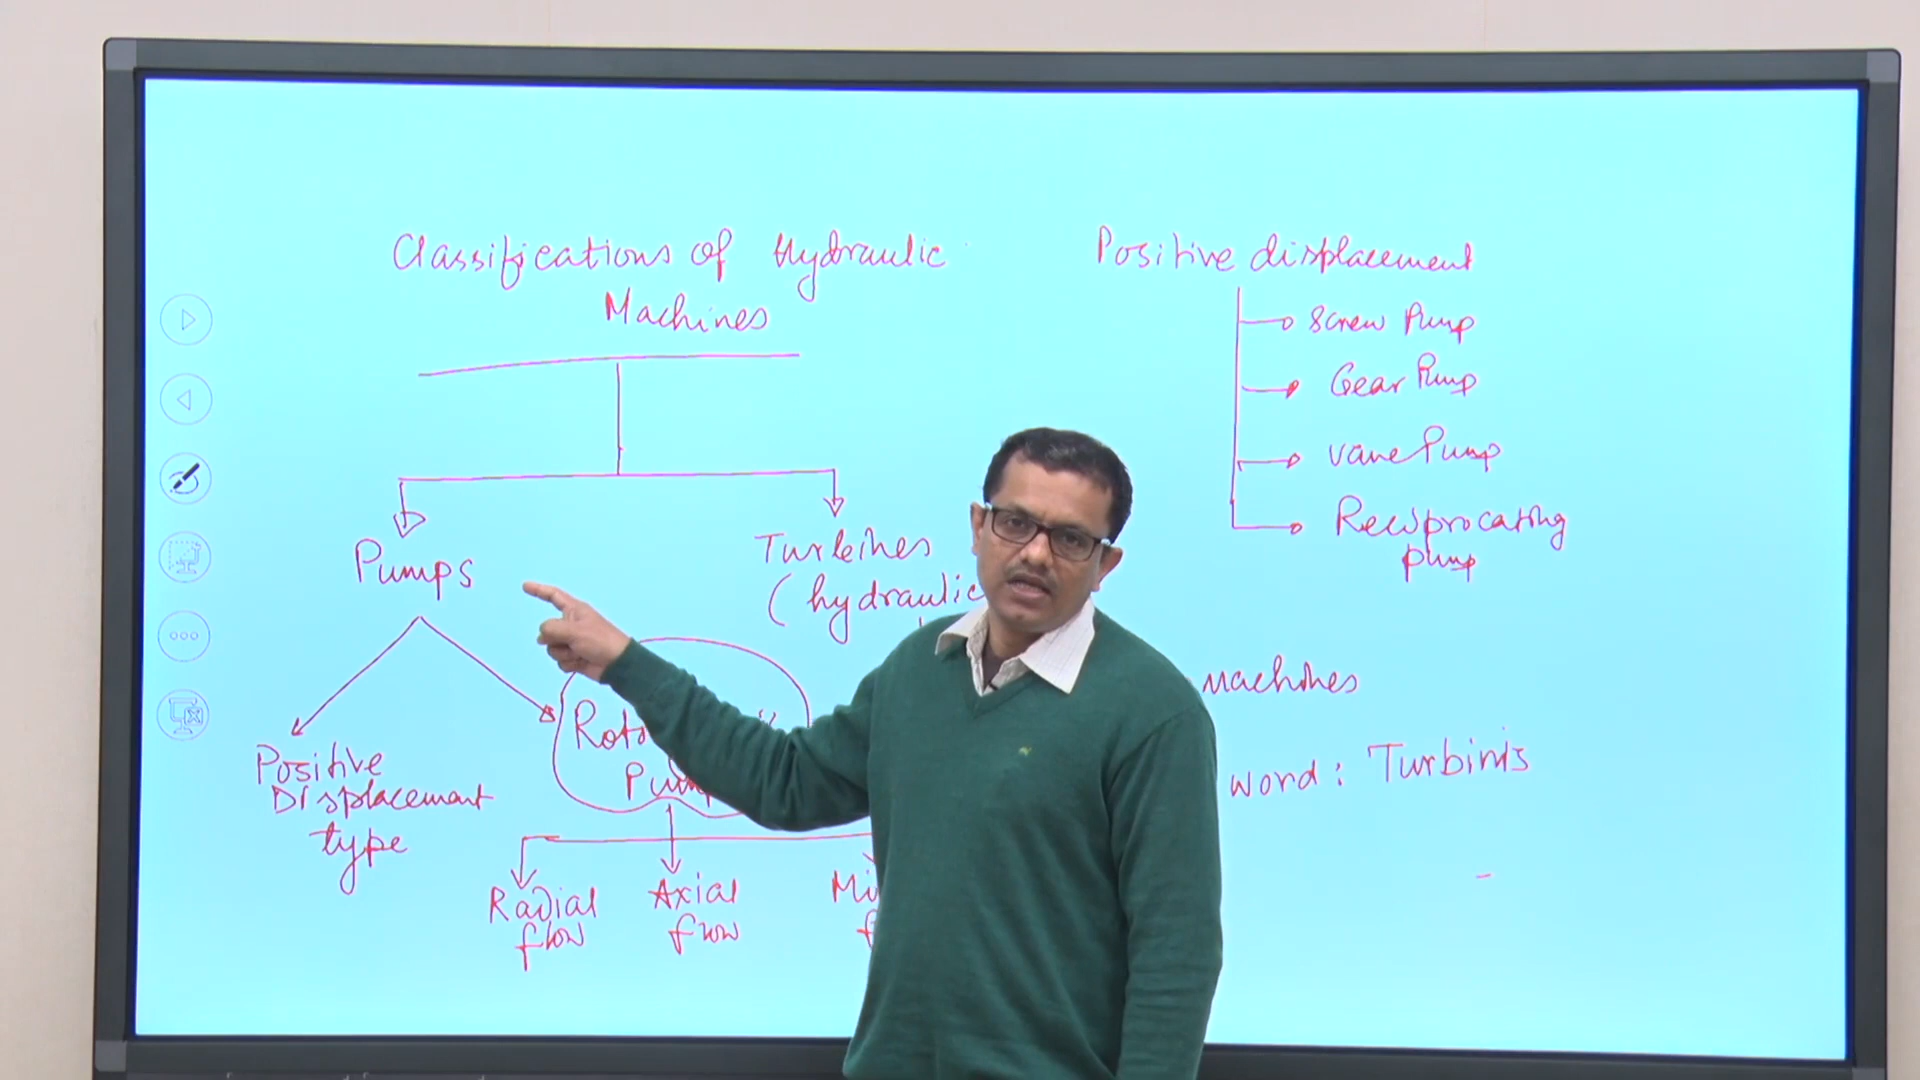 Classifications of Hydraulic
Machines
Pumps
Turbines
(hydraulic
Positive
Displacement
type
Radial
flow
Axial
flow
Positive displacement
Screw Pump
Gear Pump
Vane Pump
Reciprocating
pump
Machines
word: Turbinis